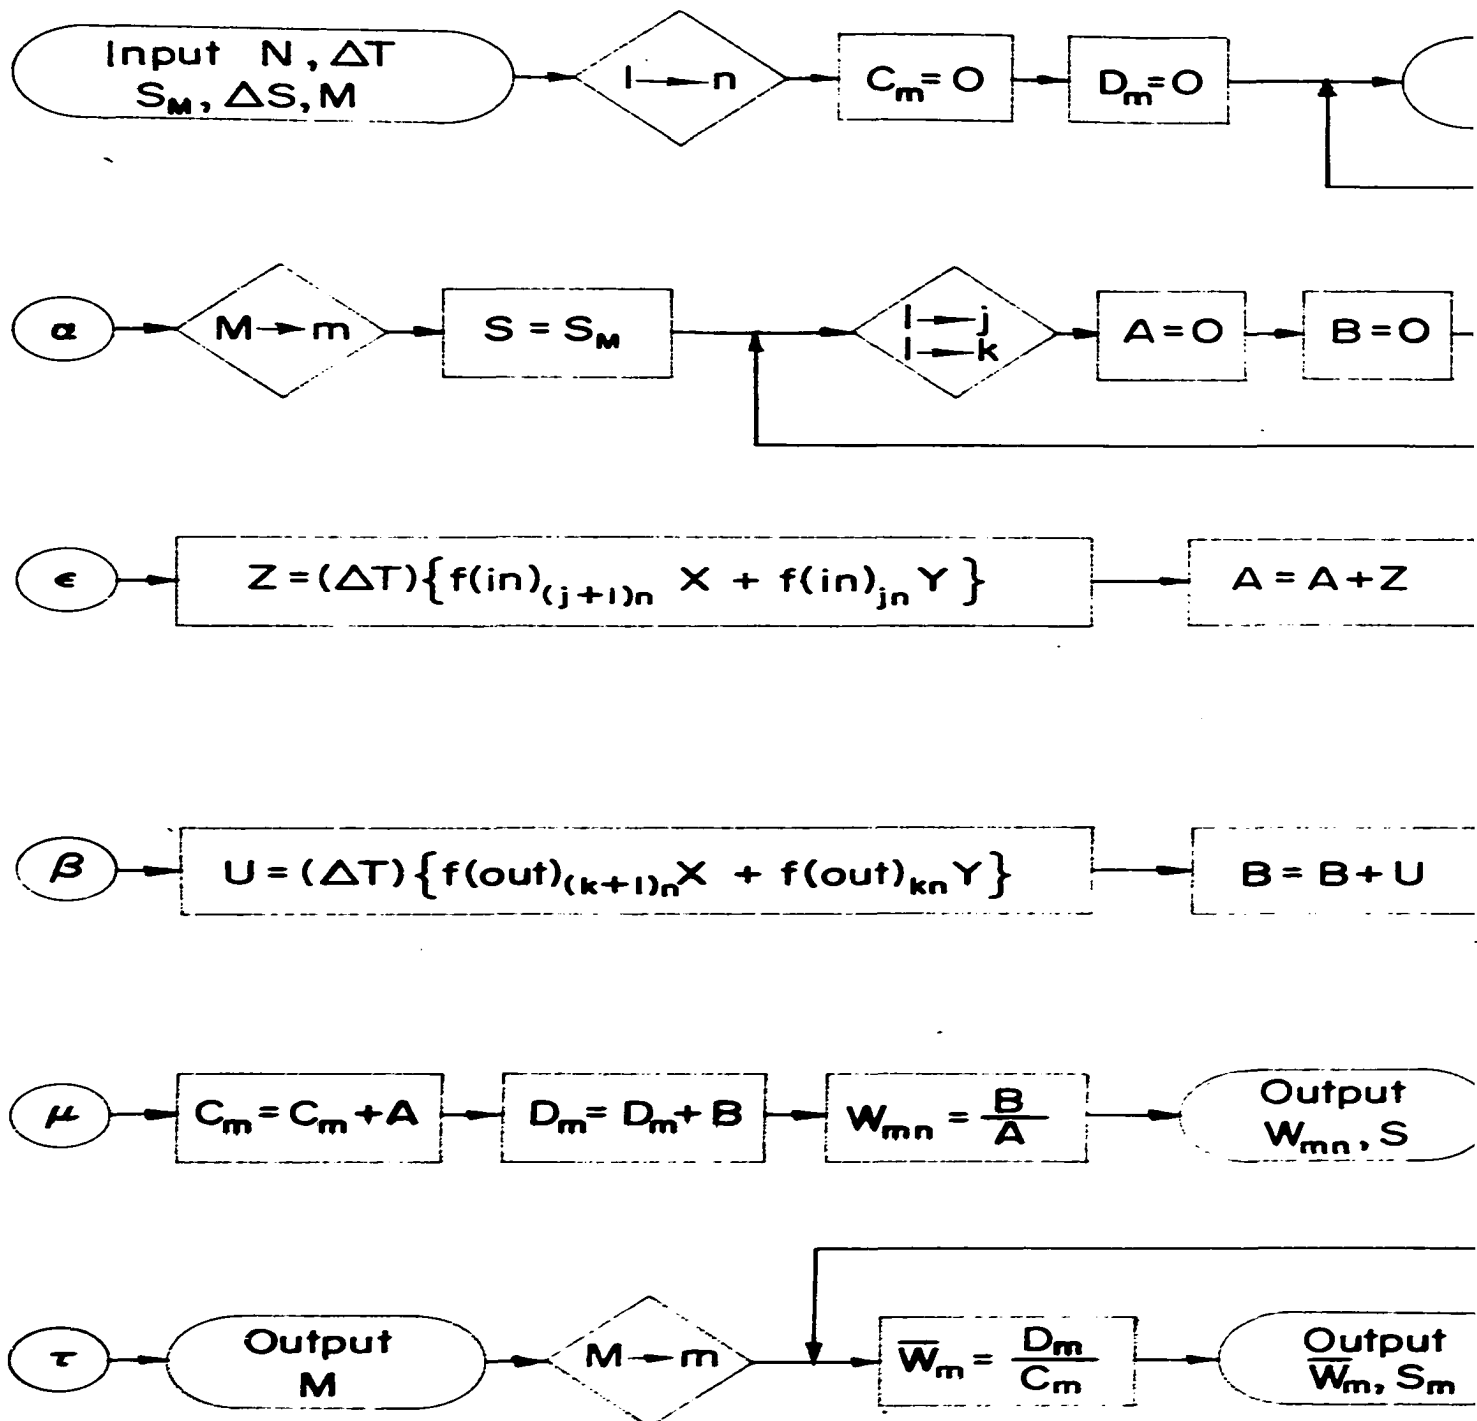 Input N, ΔT
S_M, ΔS, M
1 → n
C_m = 0
D_m = 0
α
M → m
S = S_M
1 → j
1 → k
A = 0
B = 0
ϵ
Z = (ΔT){f(in)_(j+1)n X + f(in)_jn Y}
A = A + Z
β
U = (ΔT){f(out)_(k+1)n X + f(out)_kn Y}
B = B + U
μ
C_m = C_m + A
D_m = D_m + B
W_mn = B/A
Output
W_mn, S
τ
Output
M
M → m
W̅_m = D_m/C_m
Output
W̅_m, S_m